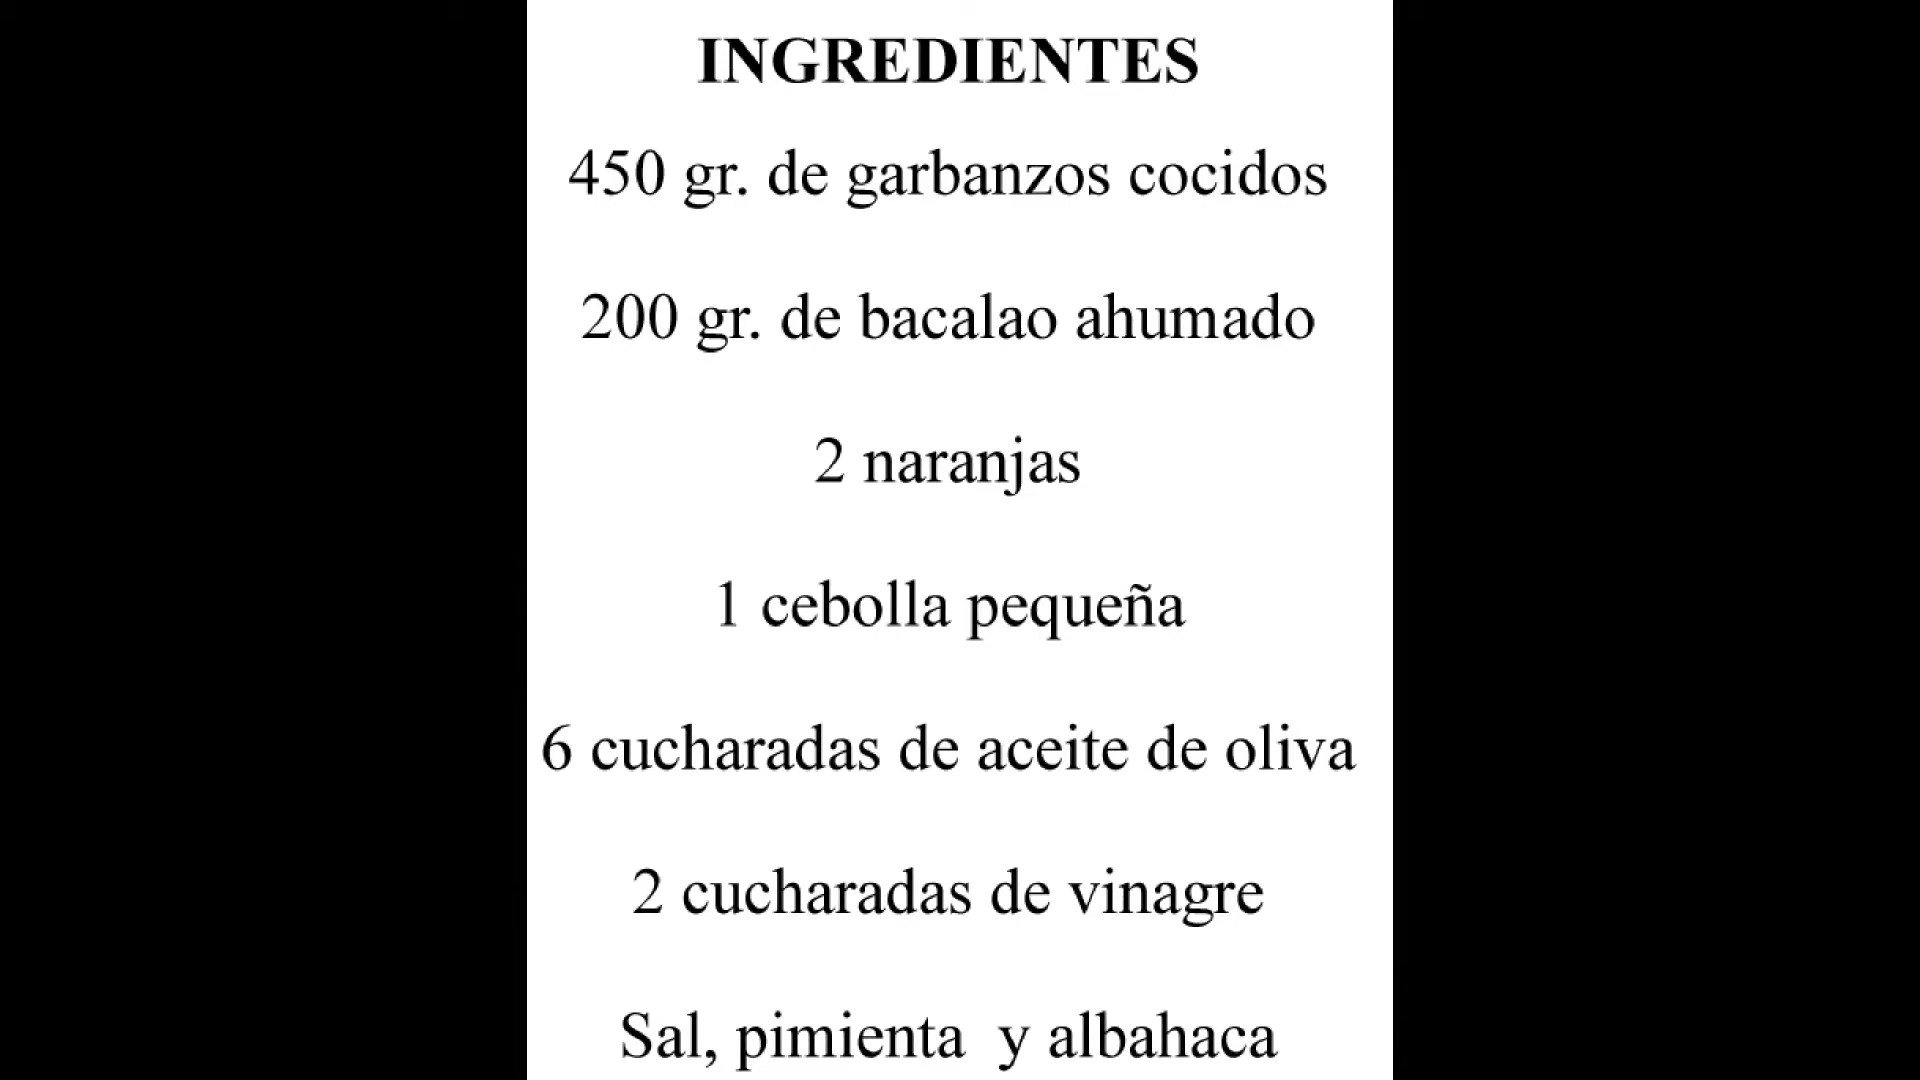 INGREDIENTES
450 gr. de garbanzos cocidos
200 gr. de bacalao ahumado
2 naranjas
1 cebolla pequeña
6 cucharadas de aceite de oliva
2 cucharadas de vinagre
Sal, pimienta  y albahaca